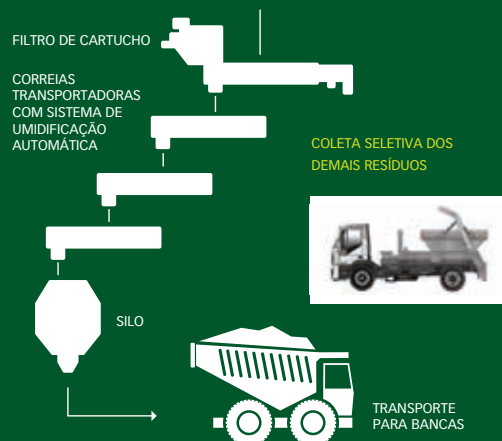 FILTRO DE CARTUCHO
CORREIAS
TRANSPORTADORAS
COM SISTEMA DE
UMIDIFICAÇÃO
AUTOMÁTICA
COLETA SELETIVA DOS
DEMAIS RESÍDUOS
SILO
TRANSPORTE
PARA BANCAS